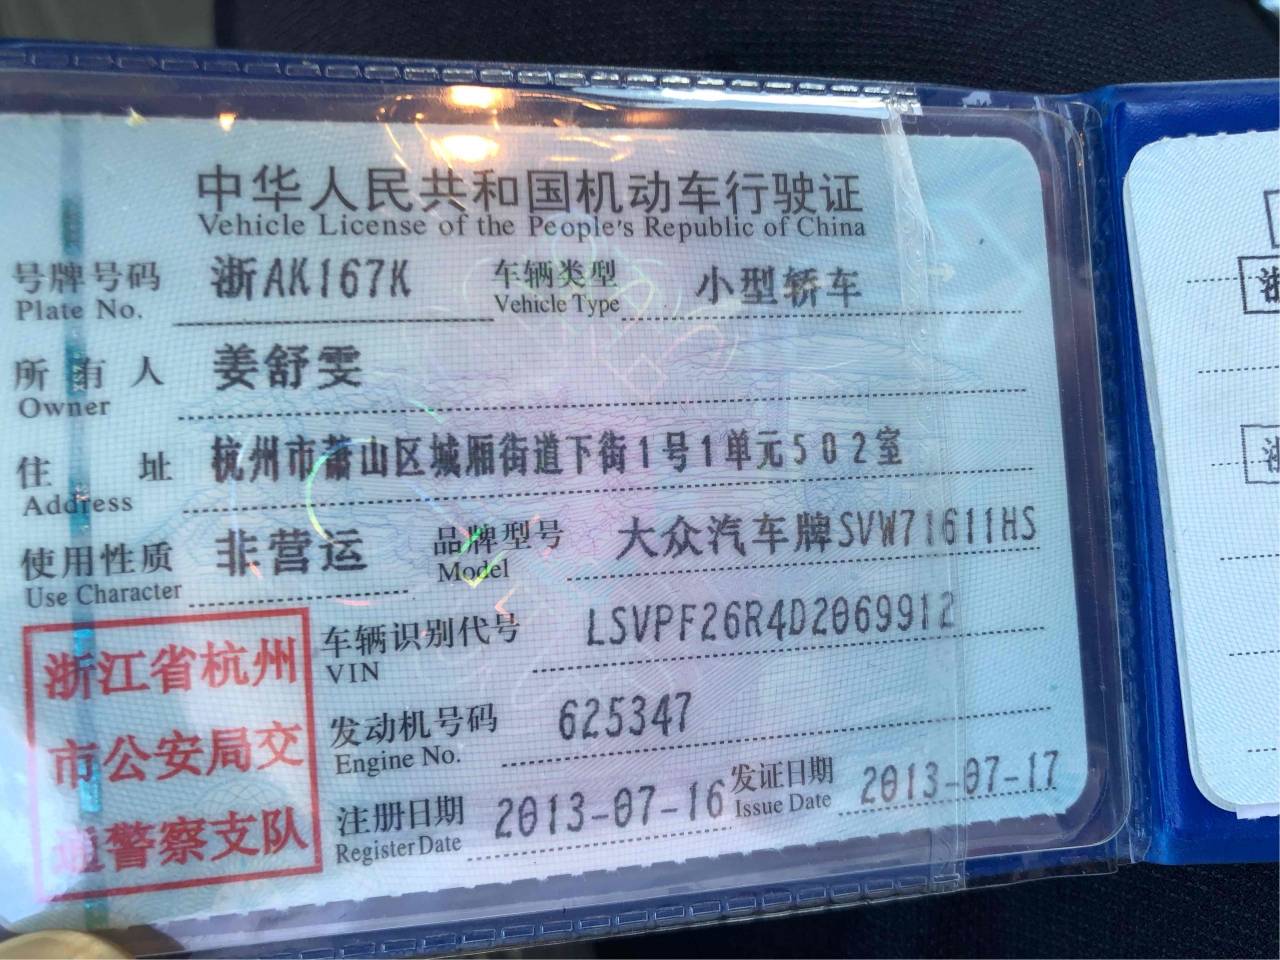 中华人民共和国机动车行驶证
Vehicle License of the People's Republic of China
号牌号码 浙AK167K 车辆类型 小型轿车
Plate No. Vehicle Type
所有人 姜舒雯
Owner
住址 杭州市萧山区城厢街道下街1号1单元502室
Address
使用性质 非营运 品牌型号 大众汽车牌SVW71611HS
Use Character Model
车辆识别代号 LSVPF26R4D2069912
VIN
发动机号码 625347
Engine No.
注册日期 2013-07-16 发证日期 2013-07-17
Register Date Issue Date
浙江省杭州
市公安局交
通警察支队